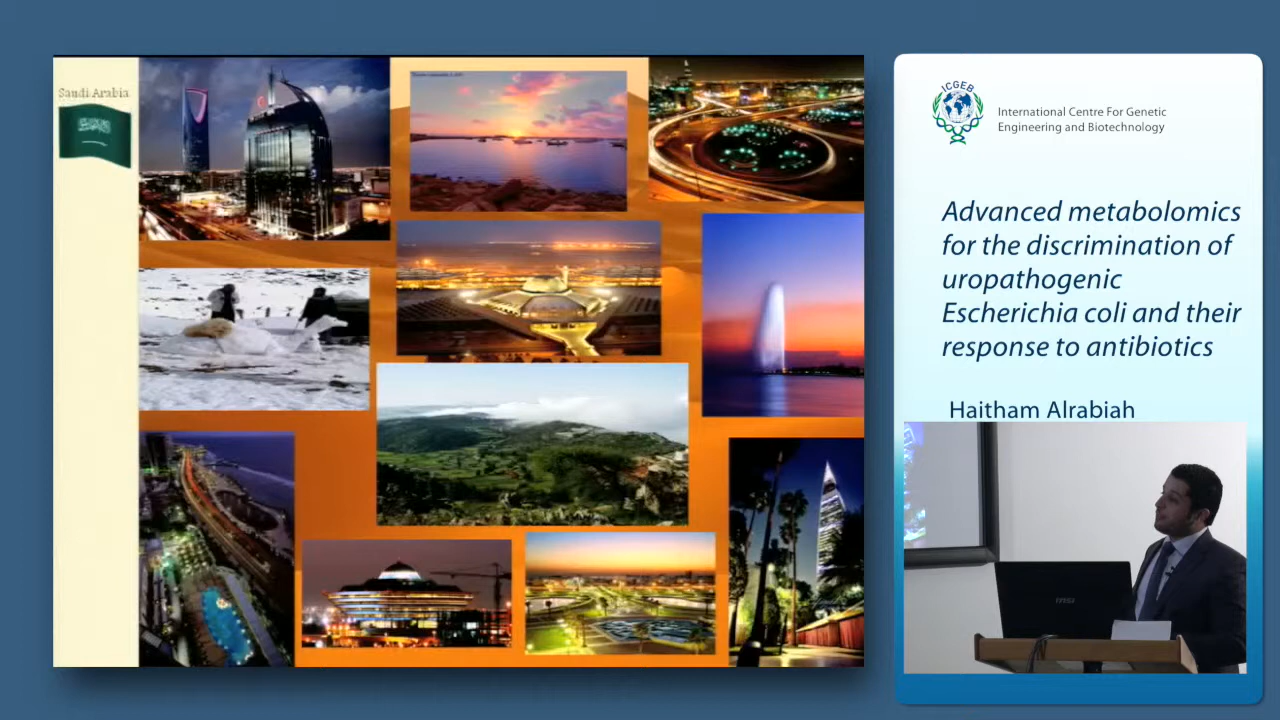 Saudi Arabia
ICGEB
International Centre For Genetic
Engineering and Biotechnology
Advanced metabolomics
for the discrimination of
uropathogenic
Escherichia coli and their
response to antibiotics
Haitham Alrabiah
msi